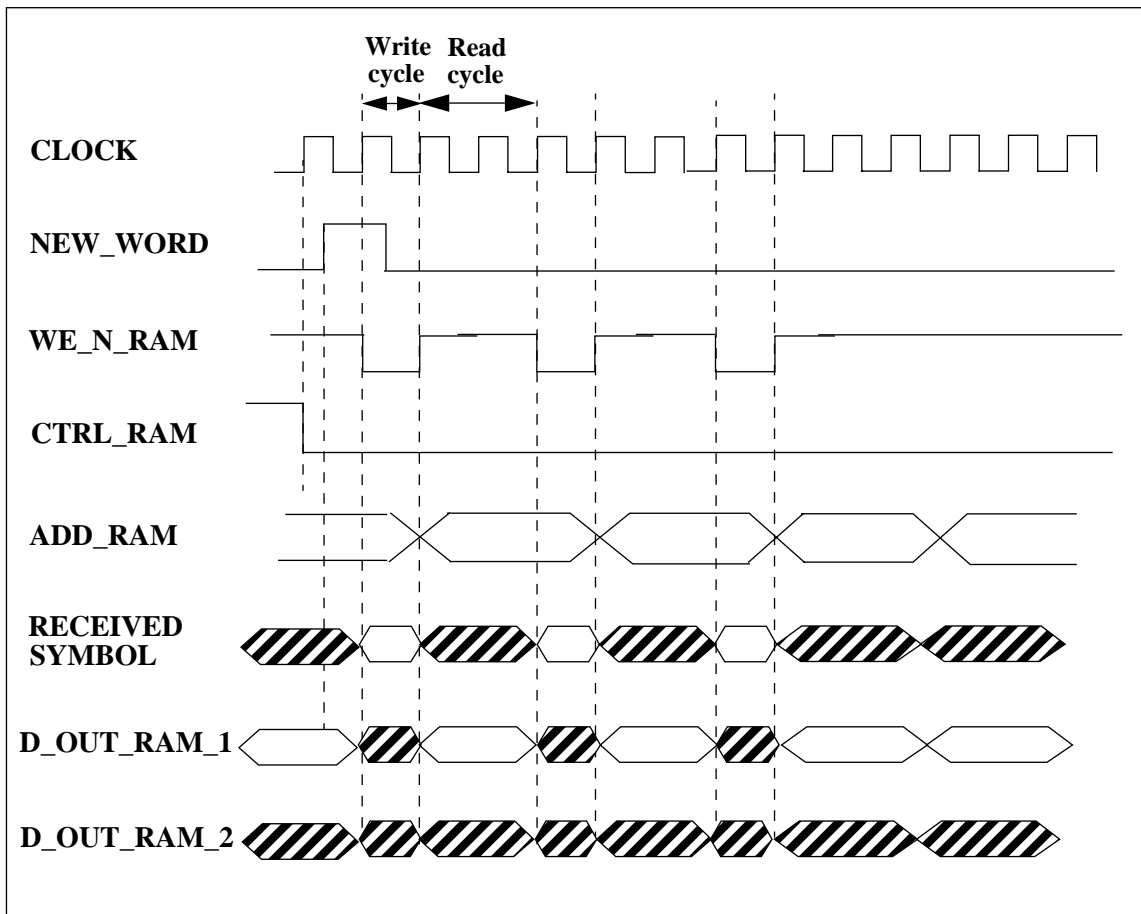 Write Read
cycle cycle
CLOCK
NEW_WORD
WE_N_RAM
CTRL_RAM
ADD_RAM
RECEIVED
SYMBOL
D_OUT_RAM_1
D_OUT_RAM_2